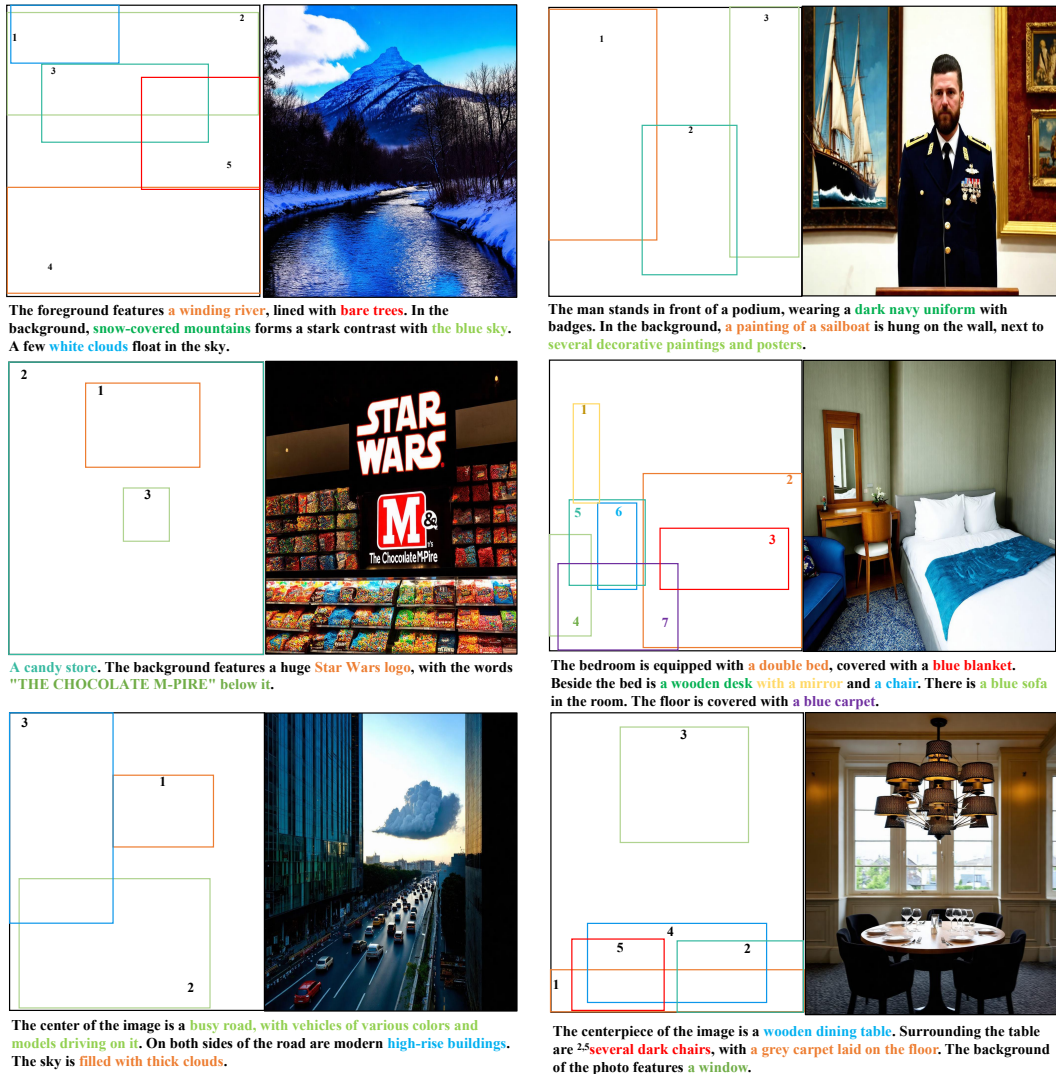 1
2
3
5
4
The foreground features a winding river, lined with bare trees. In the
background, snow-covered mountains forms a stark contrast with the blue sky.
A few white clouds float in the sky.
1
3
2
The man stands in front of a podium, wearing a dark navy uniform with
badges. In the background, a painting of a sailboat is hung on the wall, next to
several decorative paintings and posters.
2
1
3
STAR
WARS
M&
's
The Chocolate M-Pire
A candy store. The background features a huge Star Wars logo, with the words
"THE CHOCOLATE M-PIRE" below it.
1
2
5
6
3
4
7
The bedroom is equipped with a double bed, covered with a blue blanket.
Beside the bed is a wooden desk with a mirror and a chair. There is a blue sofa
in the room. The floor is covered with a blue carpet.
3
1
2
The center of the image is a busy road, with vehicles of various colors and
models driving on it. On both sides of the road are modern high-rise buildings.
The sky is filled with thick clouds.
3
4
5
2
1
The centerpiece of the image is a wooden dining table. Surrounding the table
are 2,5several dark chairs, with a grey carpet laid on the floor. The background
of the photo features a window.